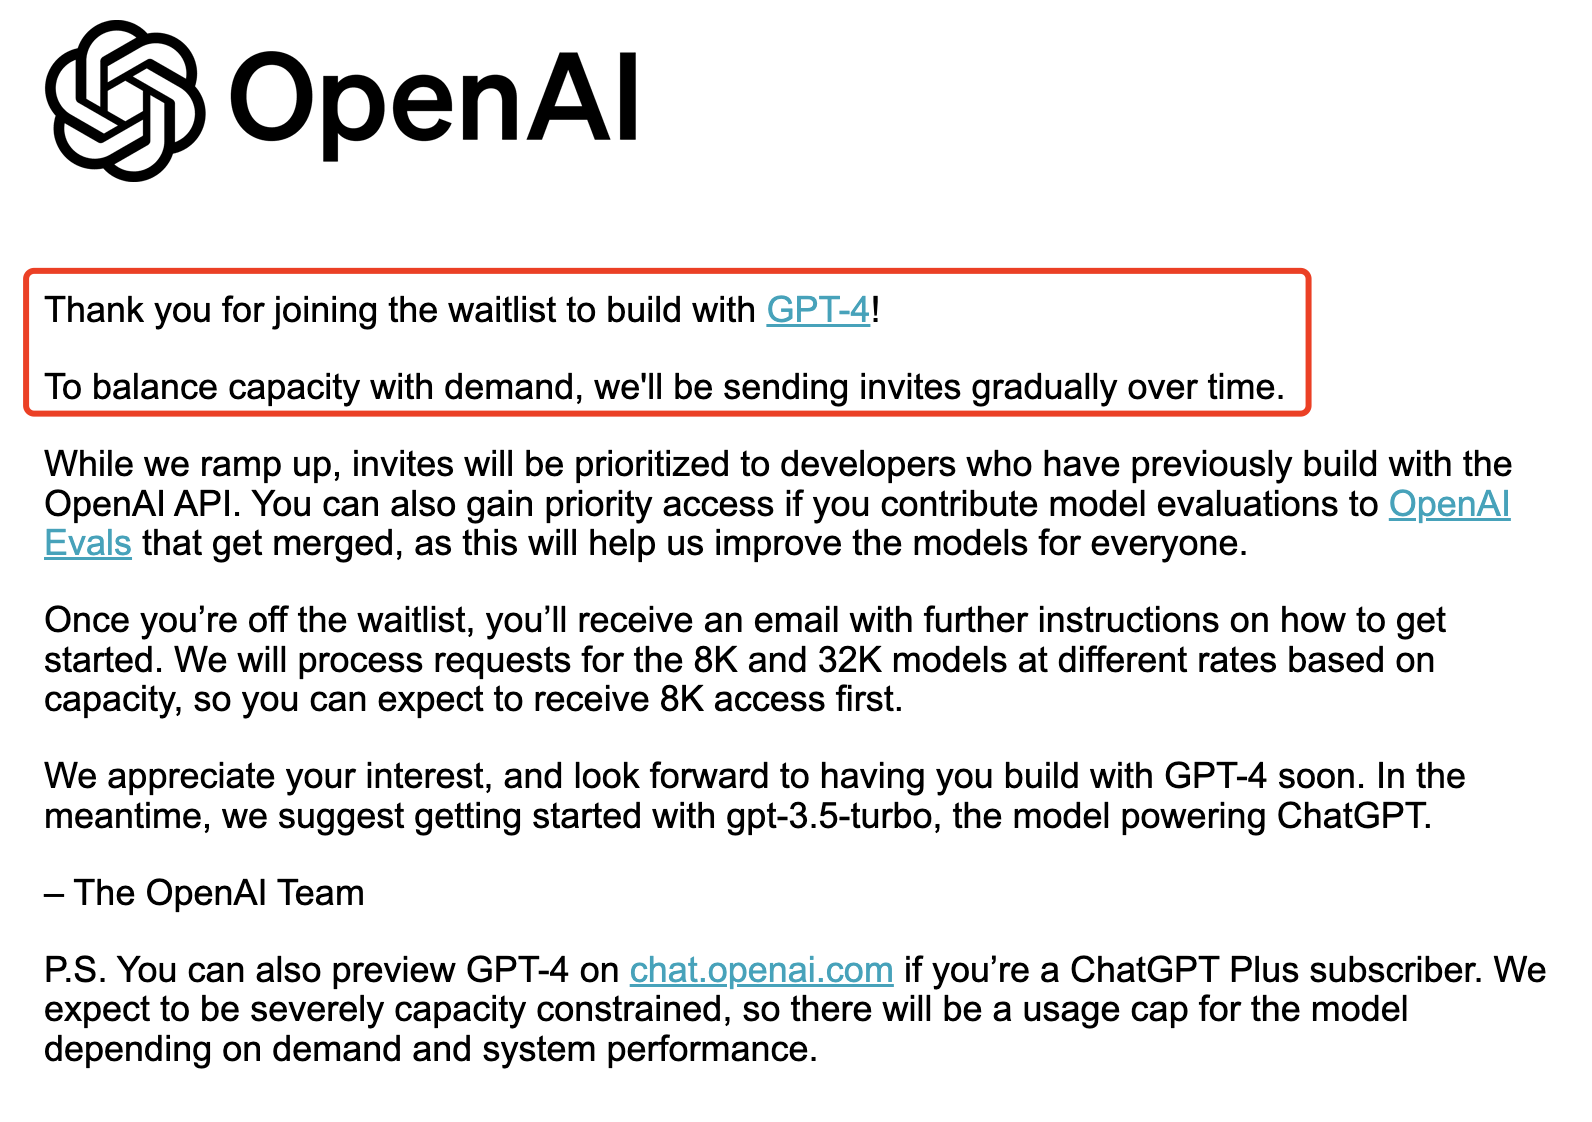 OpenAI
Thank you for joining the waitlist to build with GPT-4!
To balance capacity with demand, we'll be sending invites gradually over time.
While we ramp up, invites will be prioritized to developers who have previously build with the
OpenAI API. You can also gain priority access if you contribute model evaluations to OpenAI
Evals that get merged, as this will help us improve the models for everyone.
Once you’re off the waitlist, you’ll receive an email with further instructions on how to get
started. We will process requests for the 8K and 32K models at different rates based on
capacity, so you can expect to receive 8K access first.
We appreciate your interest, and look forward to having you build with GPT-4 soon. In the
meantime, we suggest getting started with gpt-3.5-turbo, the model powering ChatGPT.
– The OpenAI Team
P.S. You can also preview GPT-4 on chat.openai.com if you’re a ChatGPT Plus subscriber. We
expect to be severely capacity constrained, so there will be a usage cap for the model
depending on demand and system performance.